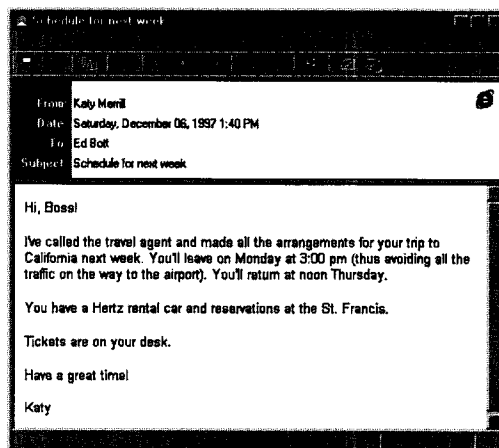 Schedule for next week
From: Katy Merrill
Date: Saturday, December 06, 1997 1:40 PM
To: Ed Bott
Subject: Schedule for next week
Hi, Boss!
I've called the travel agent and made all the arrangements for your trip to
California next week. You'll leave on Monday at 3:00 pm (thus avoiding all the
traffic on the way to the airport). You'll return at noon Thursday.
You have a Hertz rental car and reservations at the St. Francis.
Tickets are on your desk.
Have a great time!
Katy